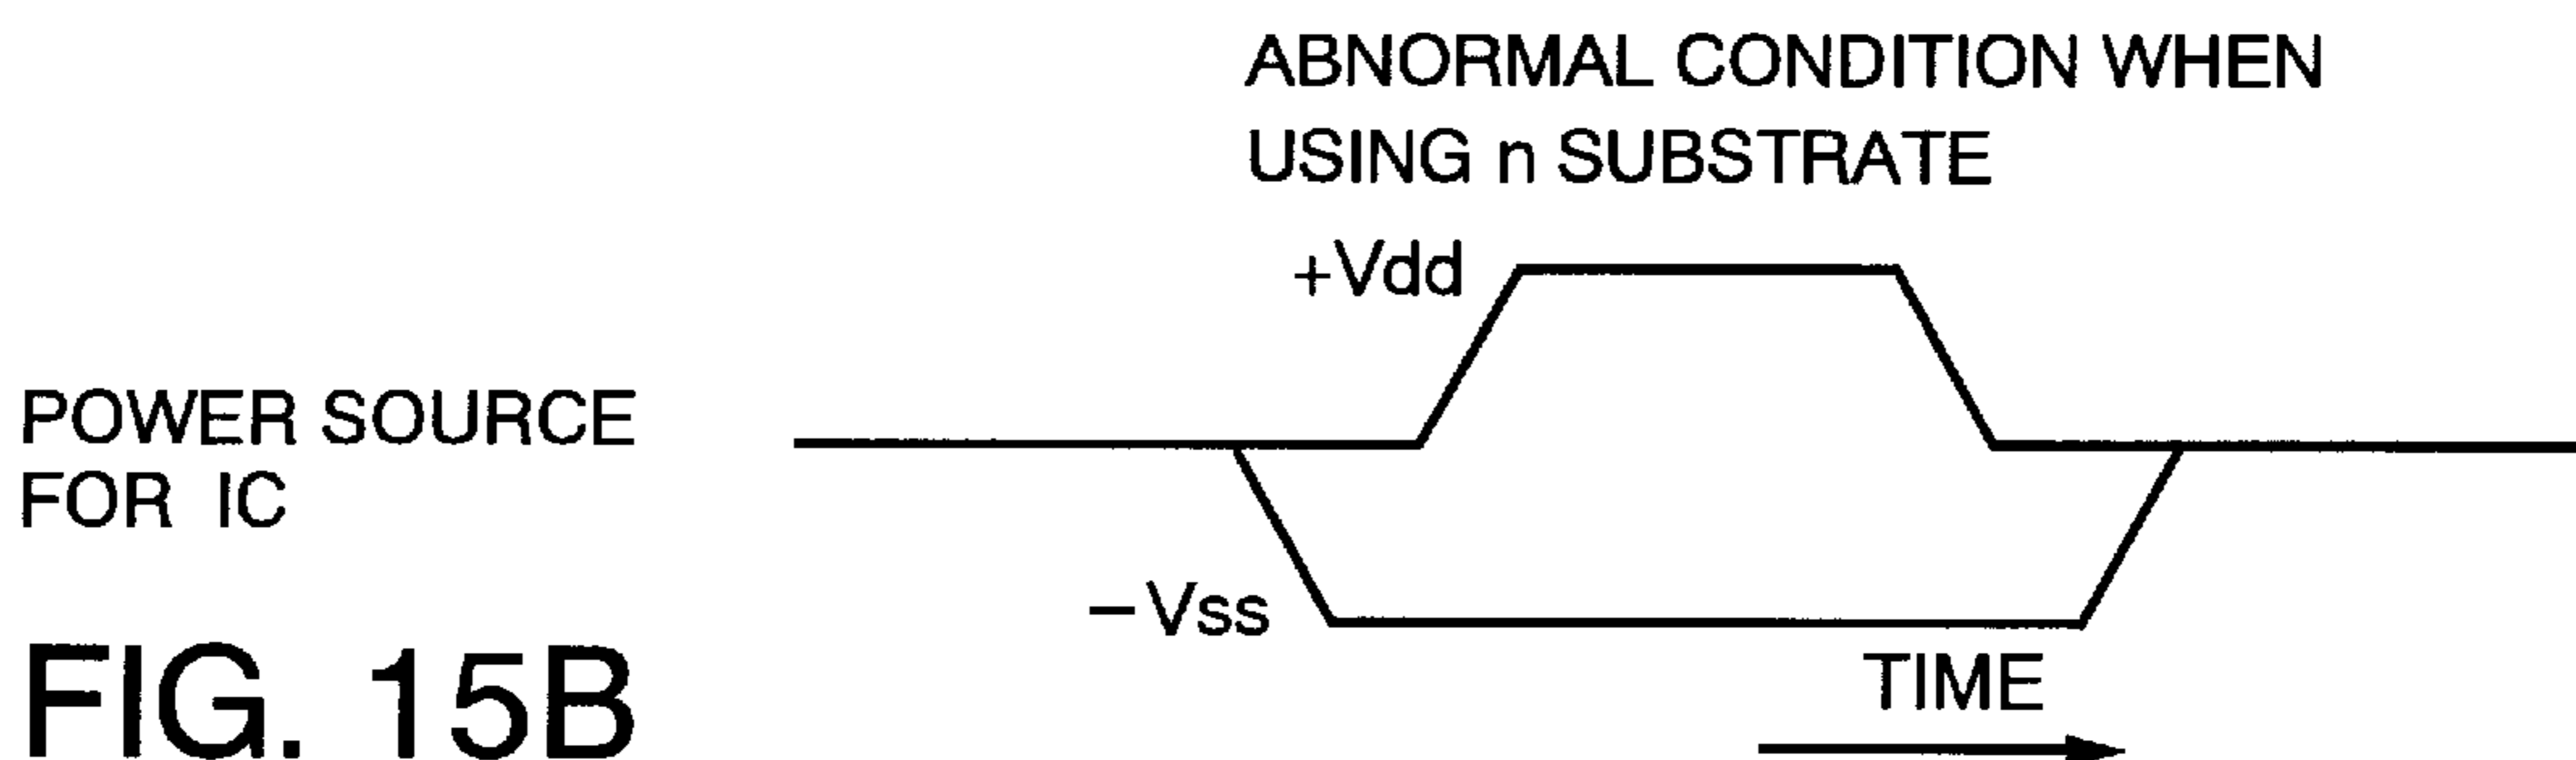 ABNORMAL CONDITION WHEN
USING n SUBSTRATE
+Vdd
POWER SOURCE
FOR IC
−Vss
FIG. 15B
TIME